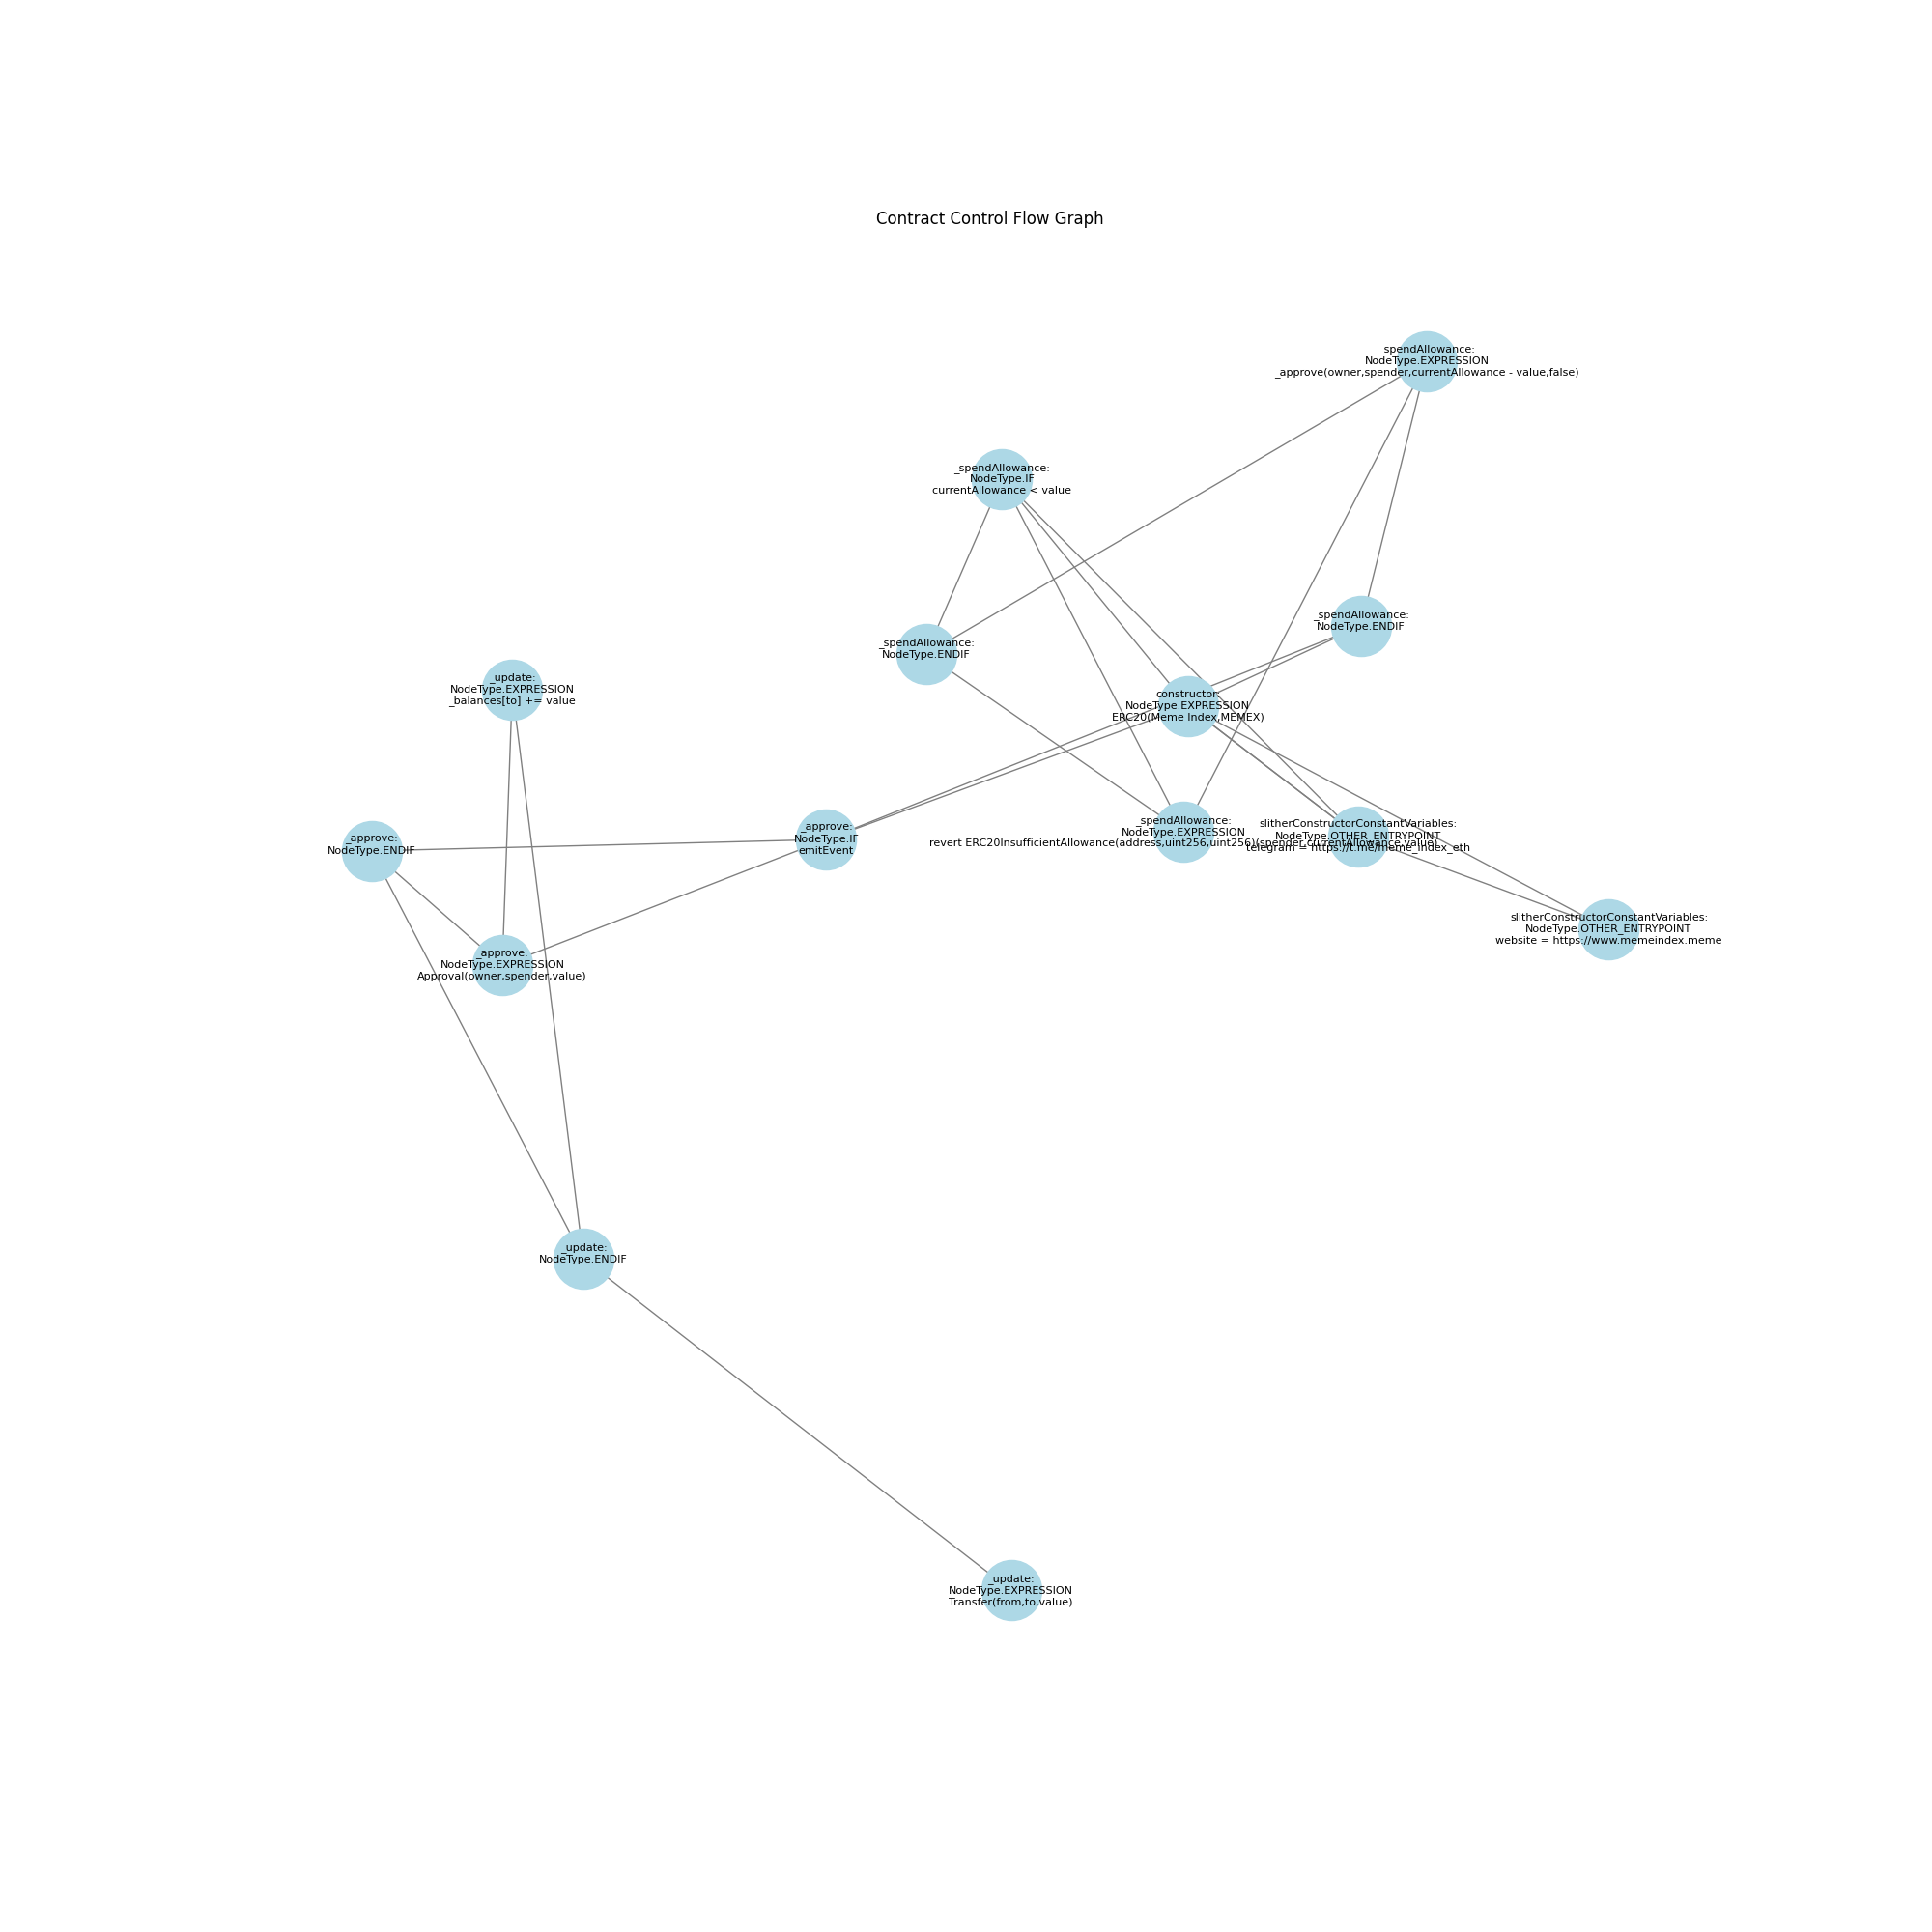 Contract Control Flow Graph
_spendAllowance:
NodeType.EXPRESSION
_approve(owner,spender,currentAllowance - value,false)
_spendAllowance:
NodeType.IF
currentAllowance < value
_spendAllowance:
NodeType.ENDIF
_spendAllowance:
NodeType.ENDIF
_update:
NodeType.EXPRESSION
_balances[to] += value
constructor:
NodeType.EXPRESSION
ERC20(Meme Index,MEMEX)
_approve:
NodeType.ENDIF
_approve:
NodeType.IF
emitEvent
_spendAllowance:
NodeType.EXPRESSION
revert ERC20InsufficientAllowance(address,uint256,uint256)(spender,currentAllowance,value)
slitherConstructorConstantVariables:
NodeType.OTHER_ENTRYPOINT
telegram = https://t.me/meme_index_eth
slitherConstructorConstantVariables:
NodeType.OTHER_ENTRYPOINT
website = https://www.memeindex.meme
_approve:
NodeType.EXPRESSION
Approval(owner,spender,value)
_update:
NodeType.ENDIF
_update:
NodeType.EXPRESSION
Transfer(from,to,value)